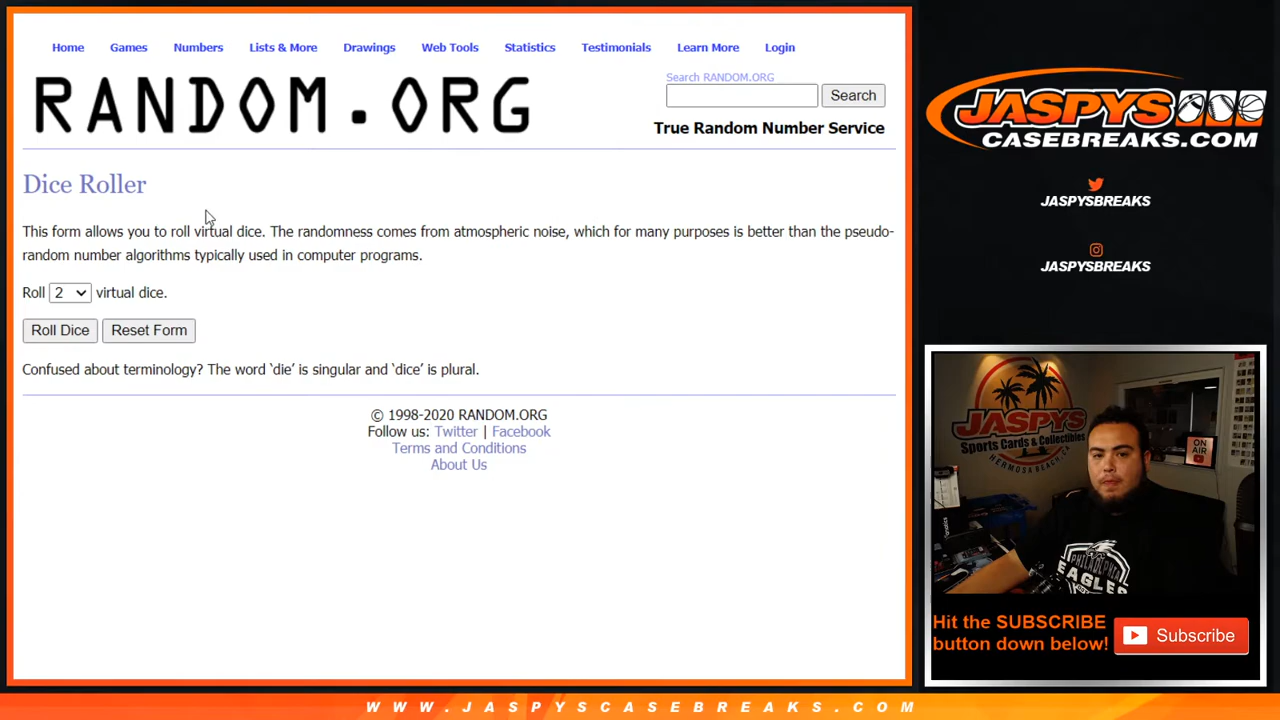 Home Games Numbers Lists & More Drawings Web Tools Statistics Testimonials Learn More Login
RANDOM.ORG
Search RANDOM.ORG
Search
True Random Number Service
Dice Roller
This form allows you to roll virtual dice. The randomness comes from atmospheric noise, which for many purposes is better than the pseudo-
random number algorithms typically used in computer programs.
Roll 2 virtual dice.
Roll Dice Reset Form
Confused about terminology? The word ‘die’ is singular and ‘dice’ is plural.
© 1998-2020 RANDOM.ORG
Follow us: Twitter | Facebook
Terms and Conditions
About Us
JASPYS
CASEBREAKS.COM
JASPYSBREAKS
JASPYSBREAKS
JASPYS
Sports Cards & Collectibles
HERMOSA BEACH, CA
ON AIR
PHILADELPHIA
EAGLES
Hit the SUBSCRIBE
button down below!
Subscribe
WWW.JASPYSCASEBREAKS.COM